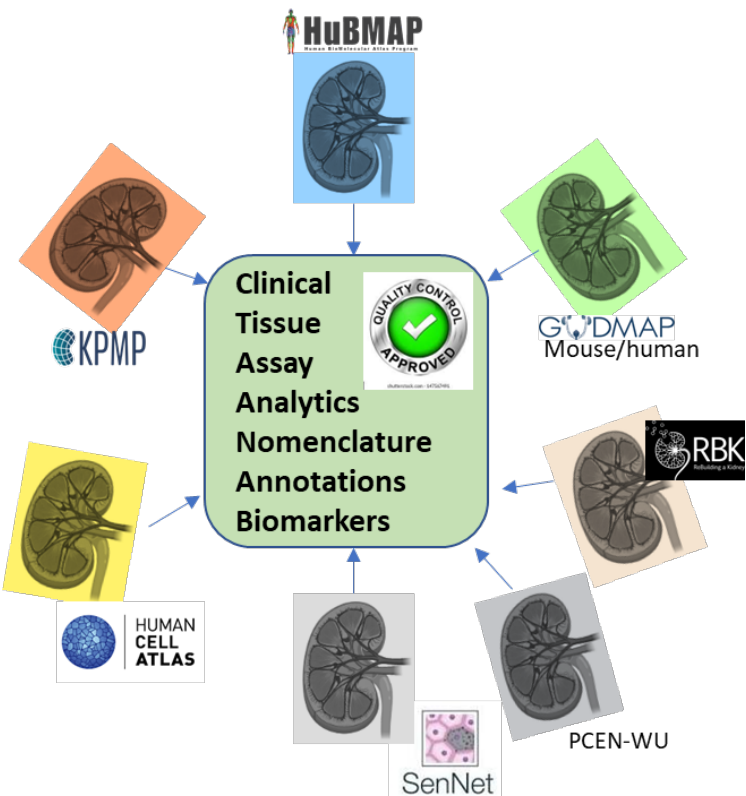 HuBMAP
Human BioMolecular Atlas Program
KPMP
GUDMAP
Mouse/human
Clinical
Tissue
Assay
Analytics
Nomenclature
Annotations
Biomarkers
QUALITY CONTROL
APPROVED
RBK
ReBuilding a Kidney
HUMAN
CELL
ATLAS
PCEN-WU
SenNet